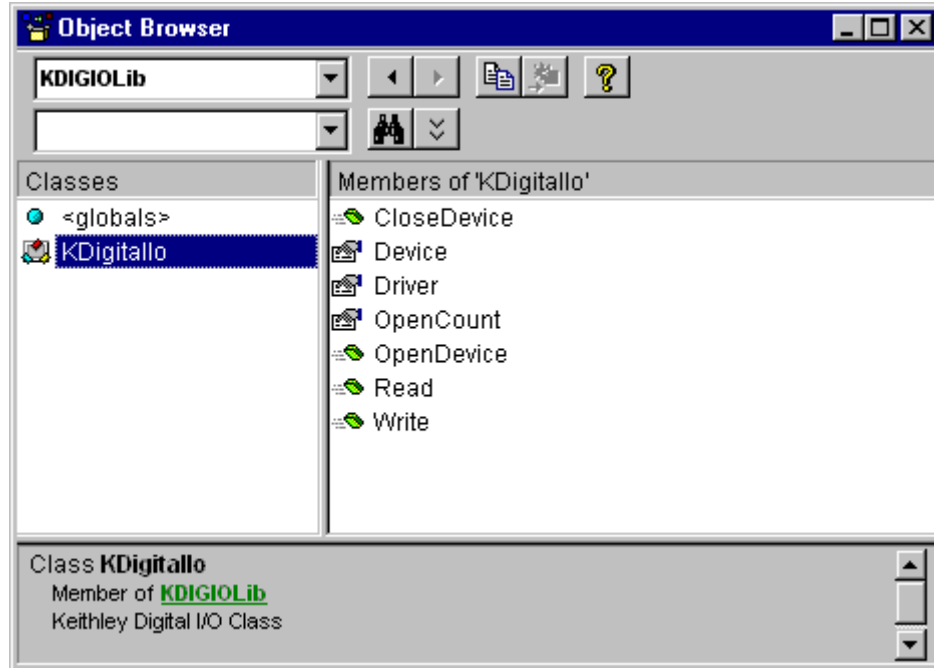 Object Browser
KDIGIOLib
Classes
Members of 'KDigitalIo'
<globals>
KDigitalIo
CloseDevice
Device
Driver
OpenCount
OpenDevice
Read
Write
Class KDigitalIo
Member of KDIGIOLib
Keithley Digital I/O Class